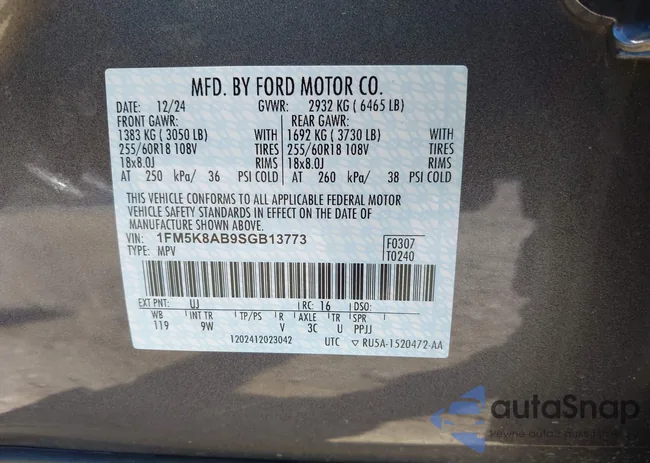 MFD. BY FORD MOTOR CO.
DATE: 12/24 GVWR: 2932 KG ( 6465 LB)
FRONT GAWR: REAR GAWR:
1383 KG ( 3050 LB) WITH 1692 KG ( 3730 LB) WITH
255/60R18 108V TIRES 255/60R18 108V TIRES
18x8.0J RIMS 18x8.0J RIMS
AT 250 kPa/ 36 PSI COLD AT 260 kPa/ 38 PSI COLD
THIS VEHICLE CONFORMS TO ALL APPLICABLE FEDERAL MOTOR
VEHICLE SAFETY STANDARDS IN EFFECT ON THE DATE OF
MANUFACTURE SHOWN ABOVE.
VIN: 1FM5K8AB9SGB13773 F0307
TYPE: MPV T0240
EXT PNT: UJ RC: 16 DSO:
WB INT TR TP/PS R AXLE TR SPR
119 9W V 3C U PPJJ
1202412023042 UTC ▽ RU5A-1520472-AA
autaSnap